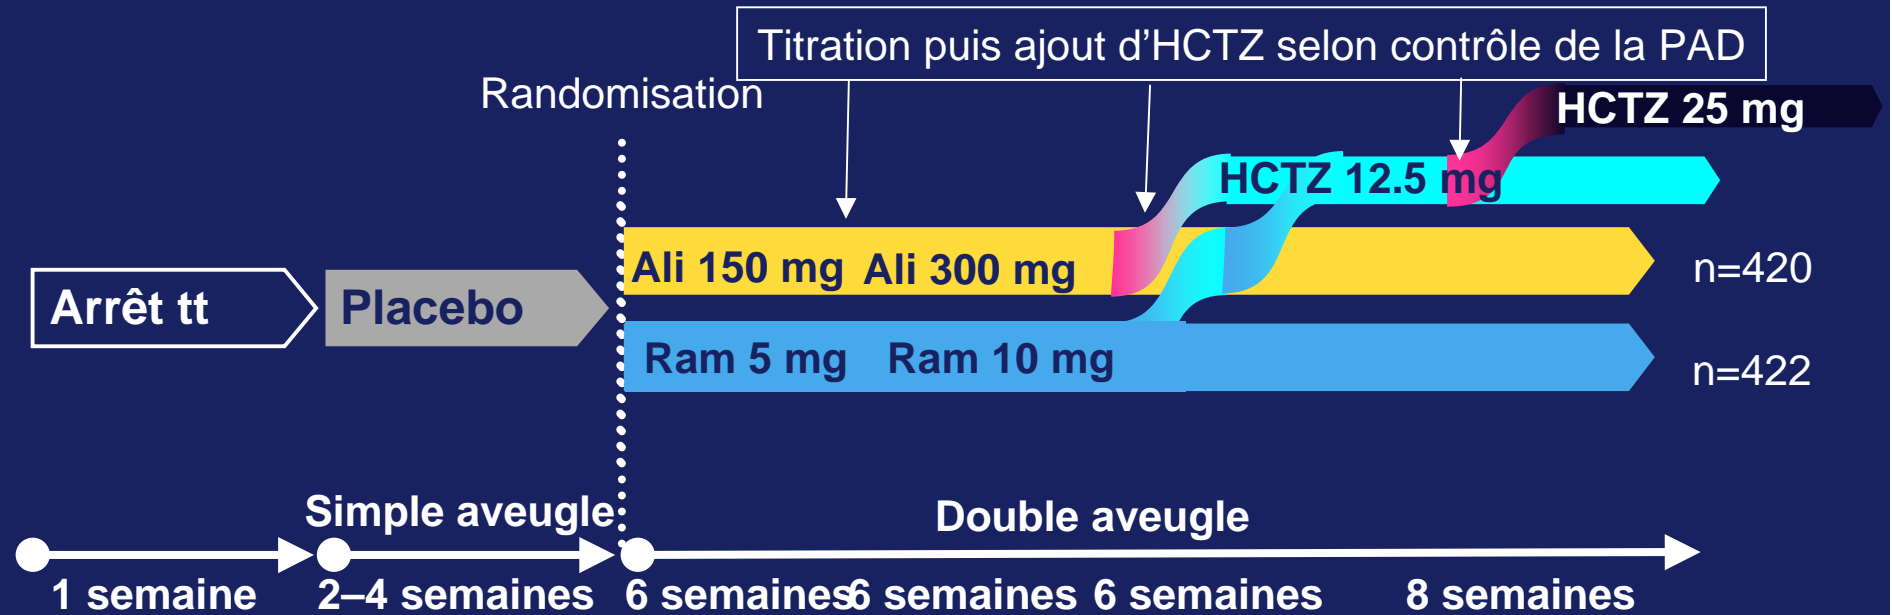 Titration puis ajout d’HCTZ selon contrôle de la PAD
Randomisation
HCTZ 25 mg
HCTZ 12.5 mg
Ali 150 mg Ali 300 mg
n=420
Arrêt tt
Placebo
Ram 5 mg Ram 10 mg
n=422
Simple aveugle
Double aveugle
1 semaine 2–4 semaines 6 semaines 6 semaines 6 semaines 8 semaines